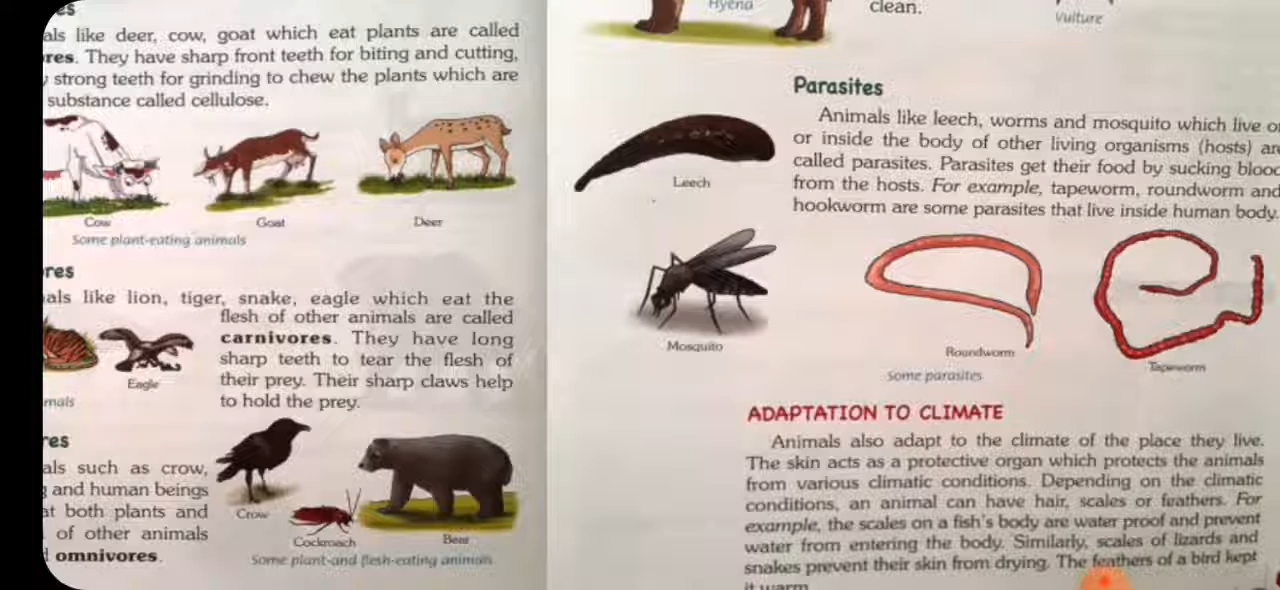 es
als like deer, cow, goat which eat plants are called
res. They have sharp front teeth for biting and cutting,
strong teeth for grinding to chew the plants which are
substance called cellulose.
Cow
Goat
Deer
Some plant-eating animals
res
als like lion, tiger, snake, eagle which eat the
flesh of other animals are called
carnivores. They have long
sharp teeth to tear the flesh of
their prey. Their sharp claws help
to hold the prey.
Eagle
mals
res
als such as crow,
and human beings
at both plants and
of other animals
omnivores.
Crow
Cockroach
Bear
Some plant-and flesh-eating animals
Hyena
clean.
Vulture
Parasites
Animals like leech, worms and mosquito which live o
or inside the body of other living organisms (hosts) ar
called parasites. Parasites get their food by sucking blood
from the hosts. For example, tapeworm, roundworm and
hookworm are some parasites that live inside human body.
Leech
Mosquito
Roundworm
Tapeworm
Some parasites
ADAPTATION TO CLIMATE
Animals also adapt to the climate of the place they live.
The skin acts as a protective organ which protects the animals
from various climatic conditions. Depending on the climatic
conditions, an animal can have hair, scales or feathers. For
example, the scales on a fish's body are water proof and prevent
water from entering the body. Similarly, scales of lizards and
snakes prevent their skin from drying. The feathers of a bird kept
it warm